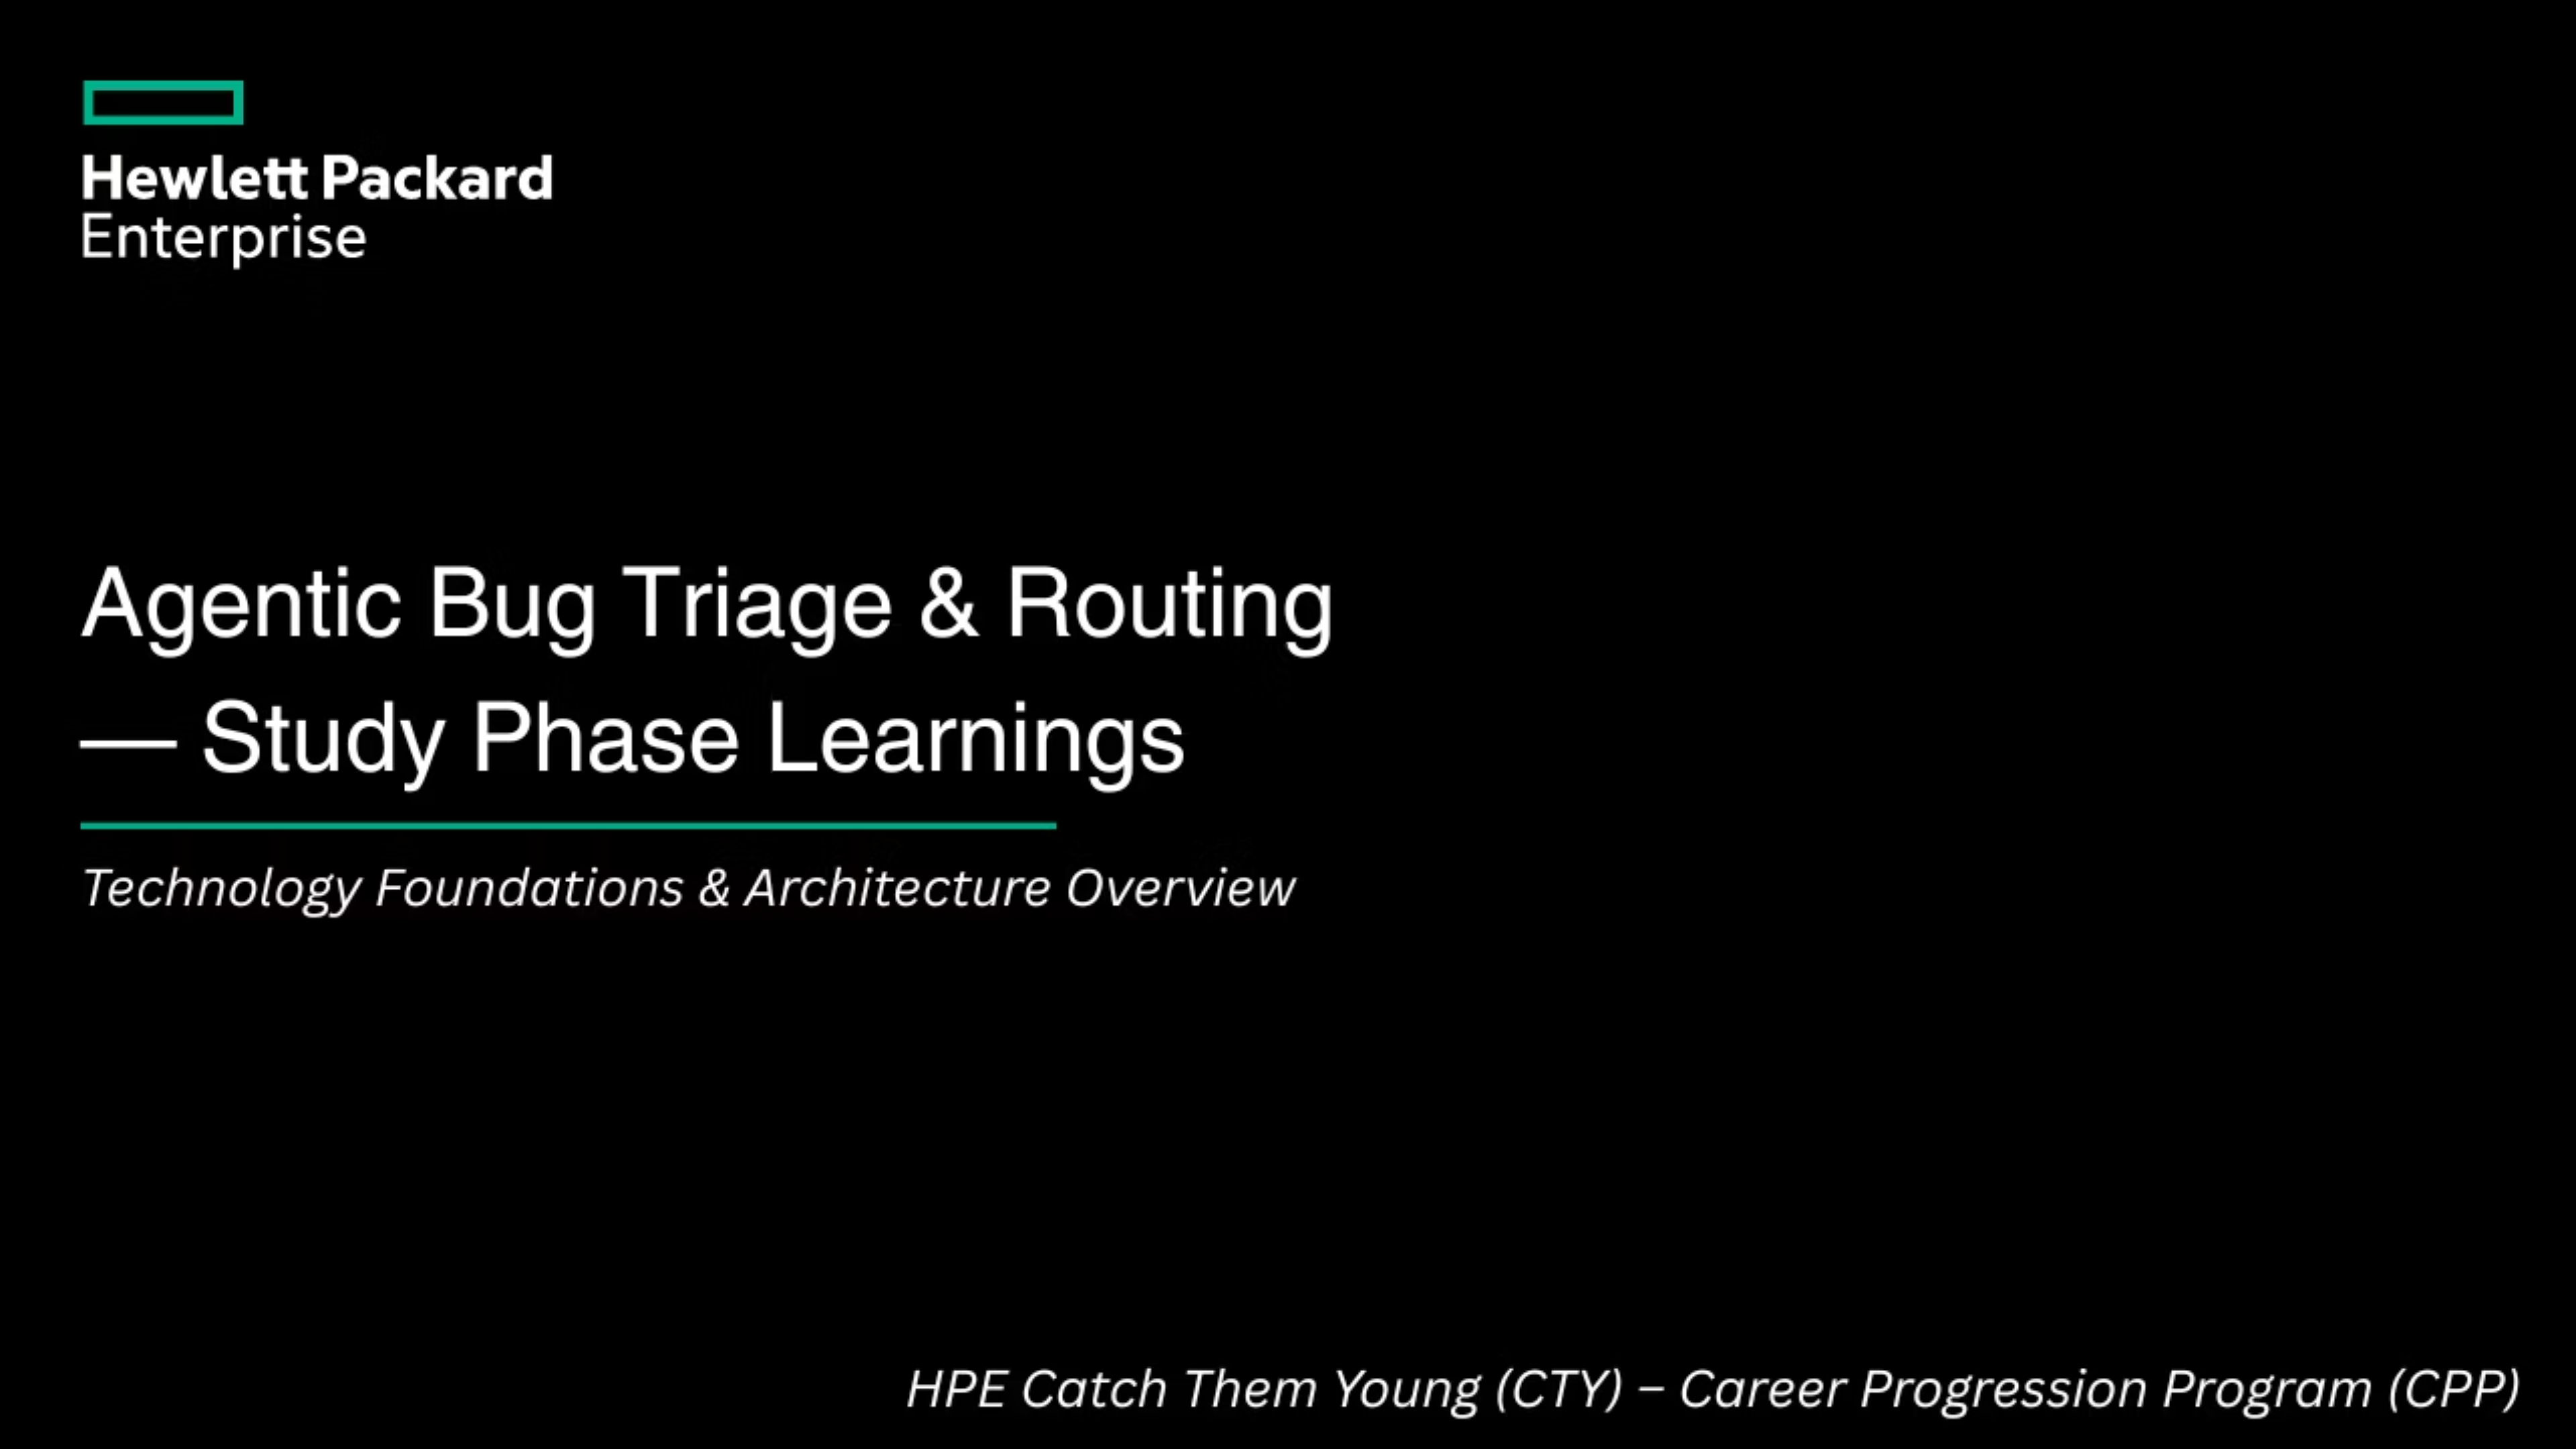 Hewlett Packard
Enterprise
Agentic Bug Triage & Routing
— Study Phase Learnings
Technology Foundations & Architecture Overview
HPE Catch Them Young (CTY) – Career Progression Program (CPP)